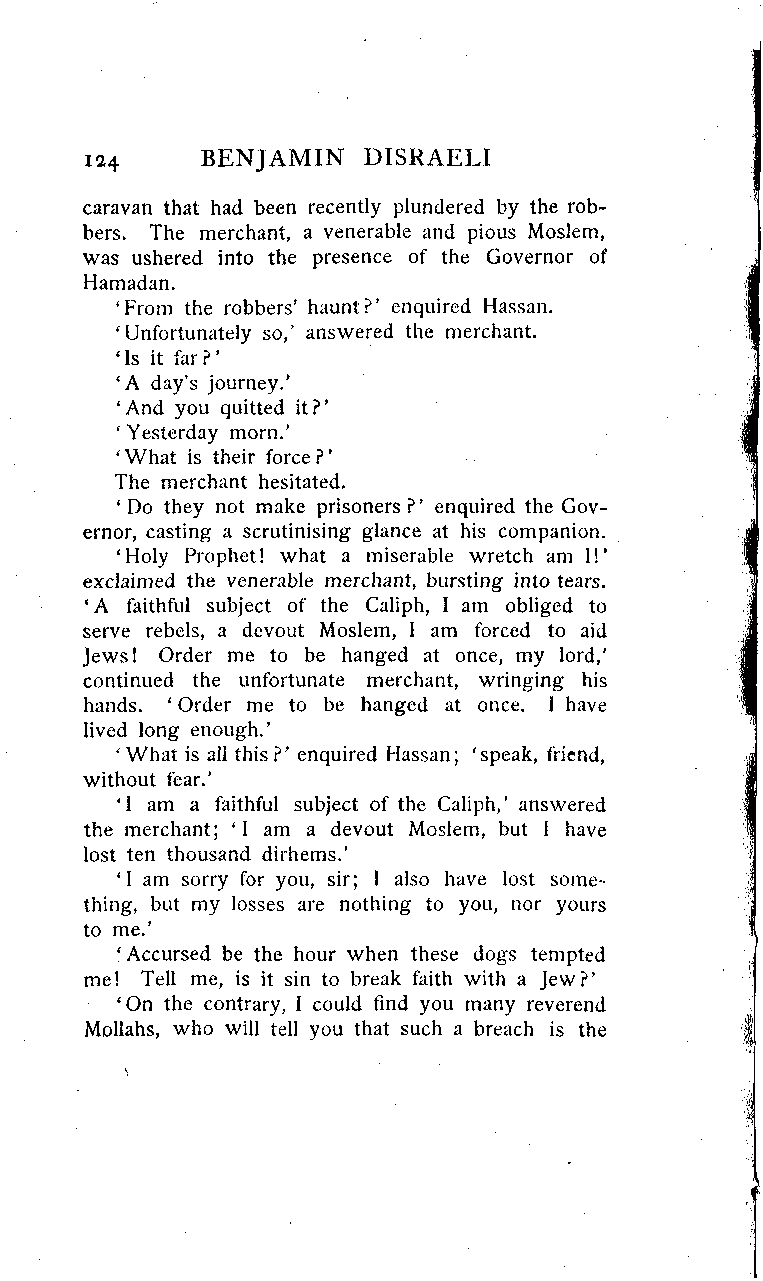 124 BENJAMIN DISRAELI
caravan that had been recently plundered by the rob-
bers. The merchant, a venerable and pious Moslem,
was ushered into the presence of the Governor of
Hamadan.
‘From the robbers’ haunt?’ enquired Hassan.
‘Unfortunately so,’ answered the merchant.
‘Is it far?’
‘A day’s journey.’
‘And you quitted it?’
‘Yesterday morn.’
‘What is their force?’
The merchant hesitated.
‘Do they not make prisoners?’ enquired the Gov-
ernor, casting a scrutinising glance at his companion.
‘Holy Prophet! what a miserable wretch am I!’
exclaimed the venerable merchant, bursting into tears.
‘A faithful subject of the Caliph, I am obliged to
serve rebels, a devout Moslem, I am forced to aid
Jews! Order me to be hanged at once, my lord,’
continued the unfortunate merchant, wringing his
hands. ‘Order me to be hanged at once. I have
lived long enough.’
‘What is all this?’ enquired Hassan; ‘speak, friend,
without fear.’
‘I am a faithful subject of the Caliph,’ answered
the merchant; ‘I am a devout Moslem, but I have
lost ten thousand dirhems.’
‘I am sorry for you, sir; I also have lost some-
thing, but my losses are nothing to you, nor yours
to me.’
‘Accursed be the hour when these dogs tempted
me! Tell me, is it sin to break faith with a Jew?’
‘On the contrary, I could find you many reverend
Mollahs, who will tell you that such a breach is the